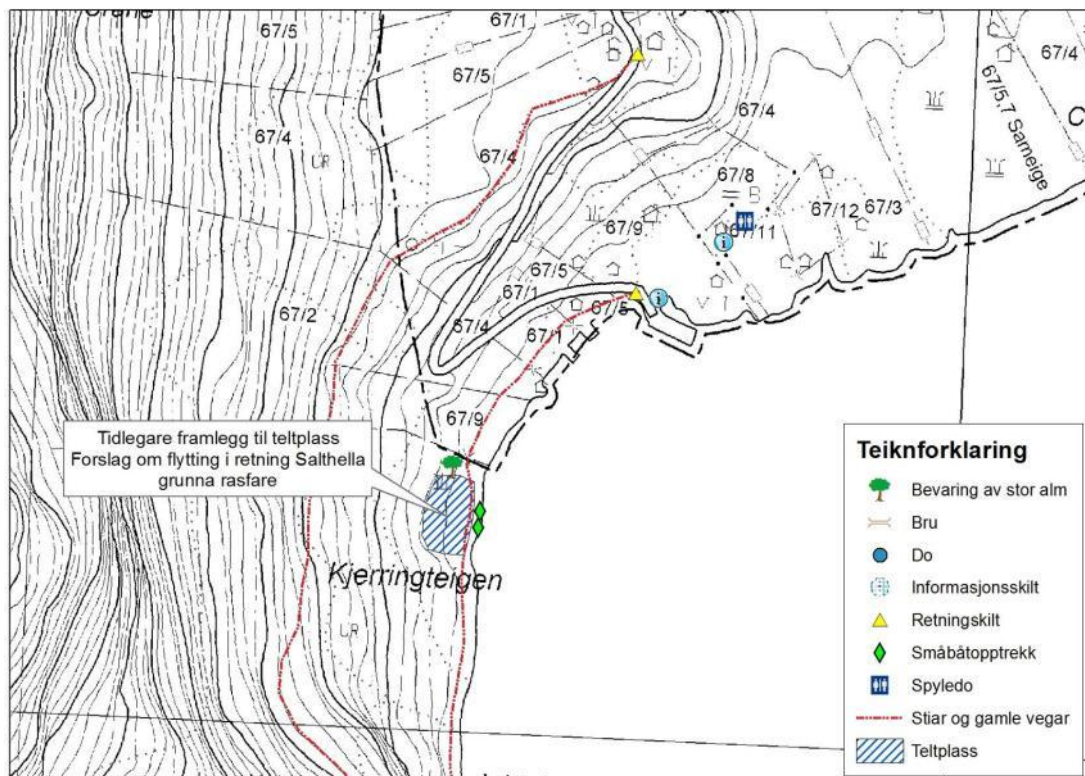 67/1
67/5
67/4
67/5
67/4
67/5,7 Sameige
67/4
UR
67/4
67/8
B
67/12
67/3
67/9
67/11
67/5
67/1
67/5
67/2
67/4
67/1
67/9
Tidlegare framlegg til teltplass
Forslag om flytting i retning Salthella
grunna rasfare
Kjerringteigen
UR
Teiknforklaring
Bevaring av stor alm
Bru
Do
Informasjonsskilt
Retningskilt
Småbåtopptrekk
Spyledo
Stiar og gamle vegar
Teltplass